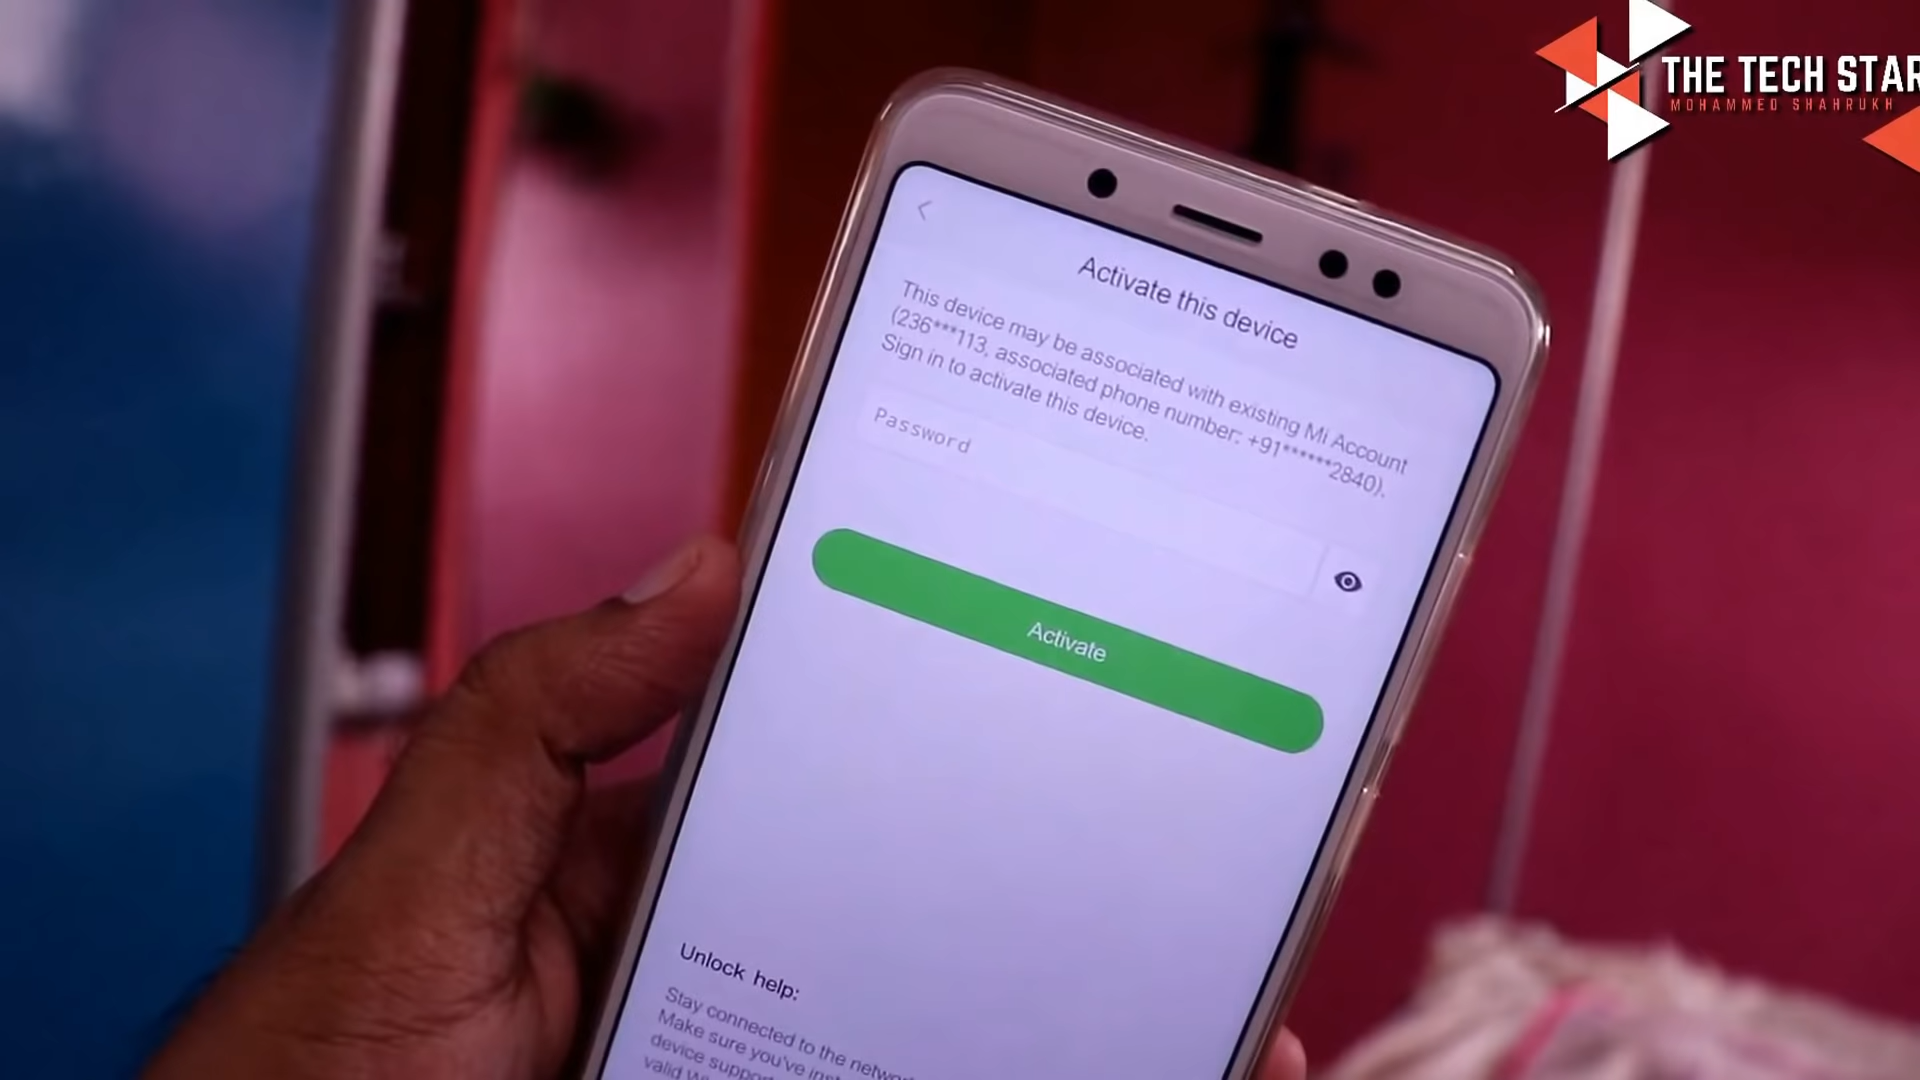 THE TECH STAR
MOHAMMED SHAHRUKH
Activate this device
This device may be associated with existing Mi Account
(236***113, associated phone number: +91******2840).
Sign in to activate this device.
Password
Activate
Unlock help:
Stay connected to the
Make sure you've
device
valid